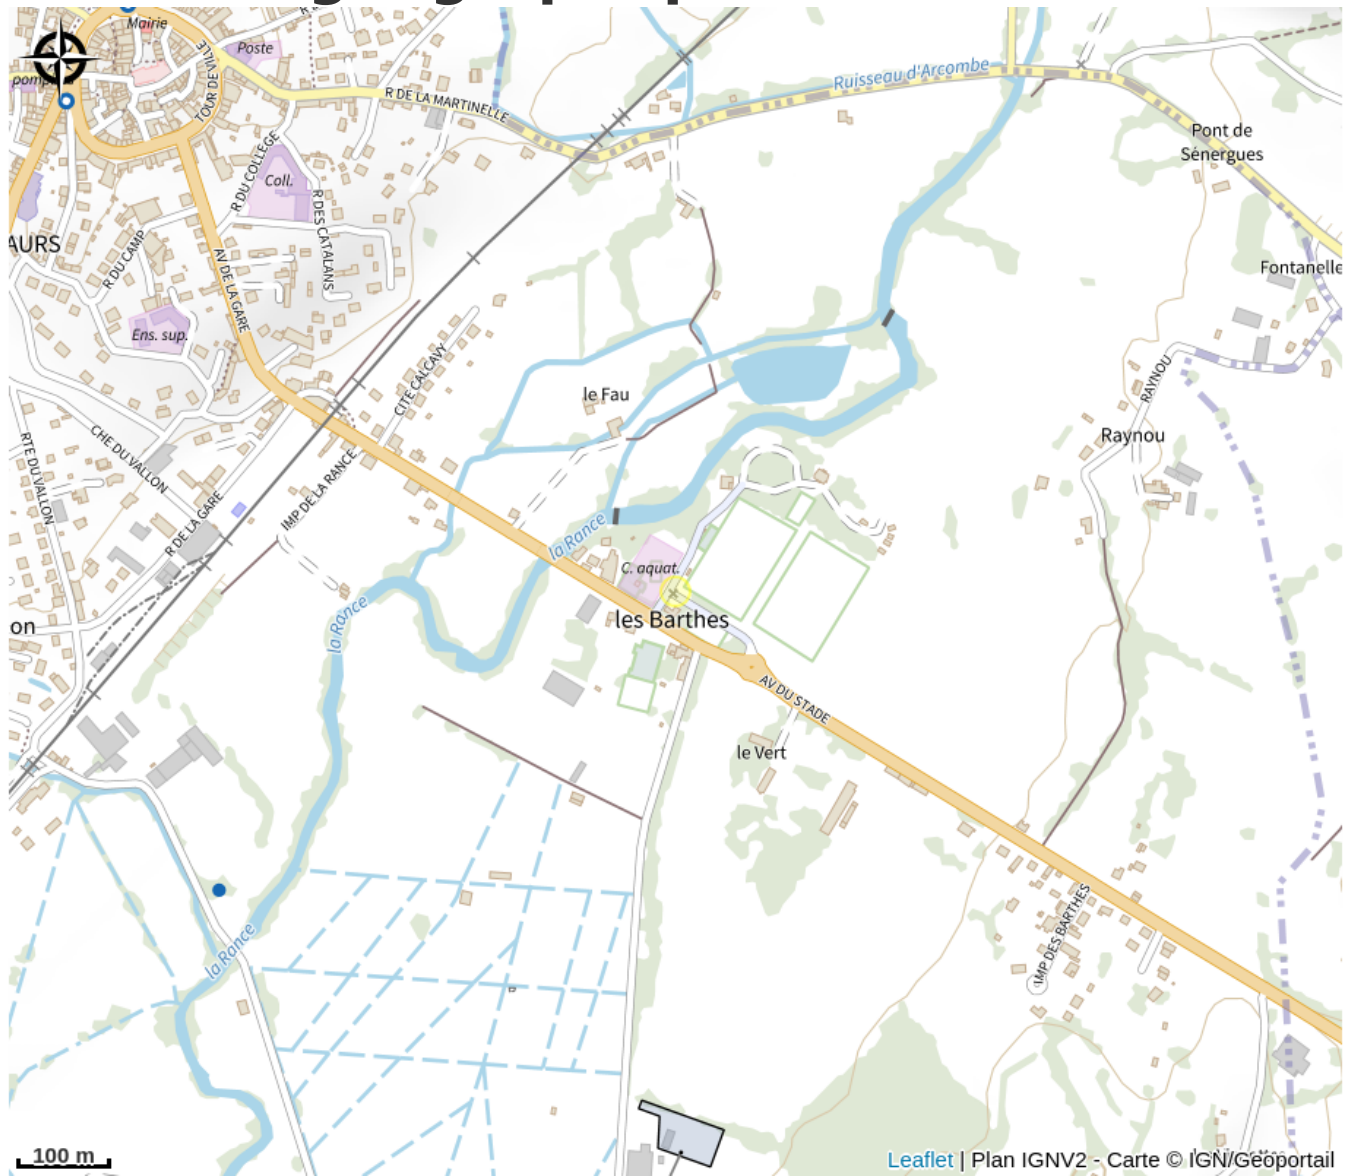 Mairie
Poste
pomp
TOUR DE VILLE
R DE LA MARTINELLE
Ruisseau d'Arcombe
Pont de
Sénergues
R DU COLLEGE
Coll.
R DES CATALANS
AURS
R DU CAMP
AV DE LA GARE
Fontanelle
Ens. sup.
CITE CALCAVY
le Fau
RAYNOU
Raynou
RTE DU VALLON
CHE DU VALLON
IMP DE LA RANCE
R DE LA GARE
la Rance
C. aquat.
la Rance
les Barthes
on
AV DU STADE
le Vert
la Rance
IMP DES BARTHES
100 m
Leaflet | Plan IGNV2 - Carte © IGN/Geoportail